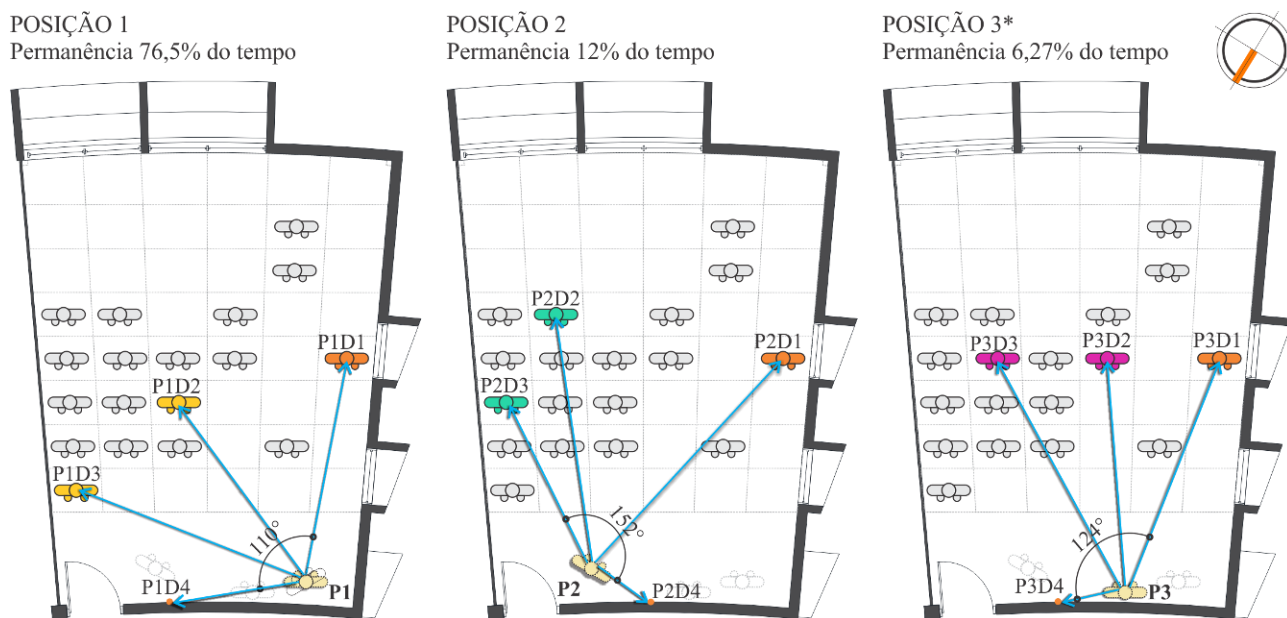 POSIÇÃO 1
Permanência 76,5% do tempo
P1D1
P1D2
P1D3
110°
P1D4
P1
POSIÇÃO 2
Permanência 12% do tempo
P2D2
P2D1
P2D3
152°
P2
P2D4
POSIÇÃO 3*
Permanência 6,27% do tempo
P3D3
P3D2
P3D1
124°
P3D4
P3